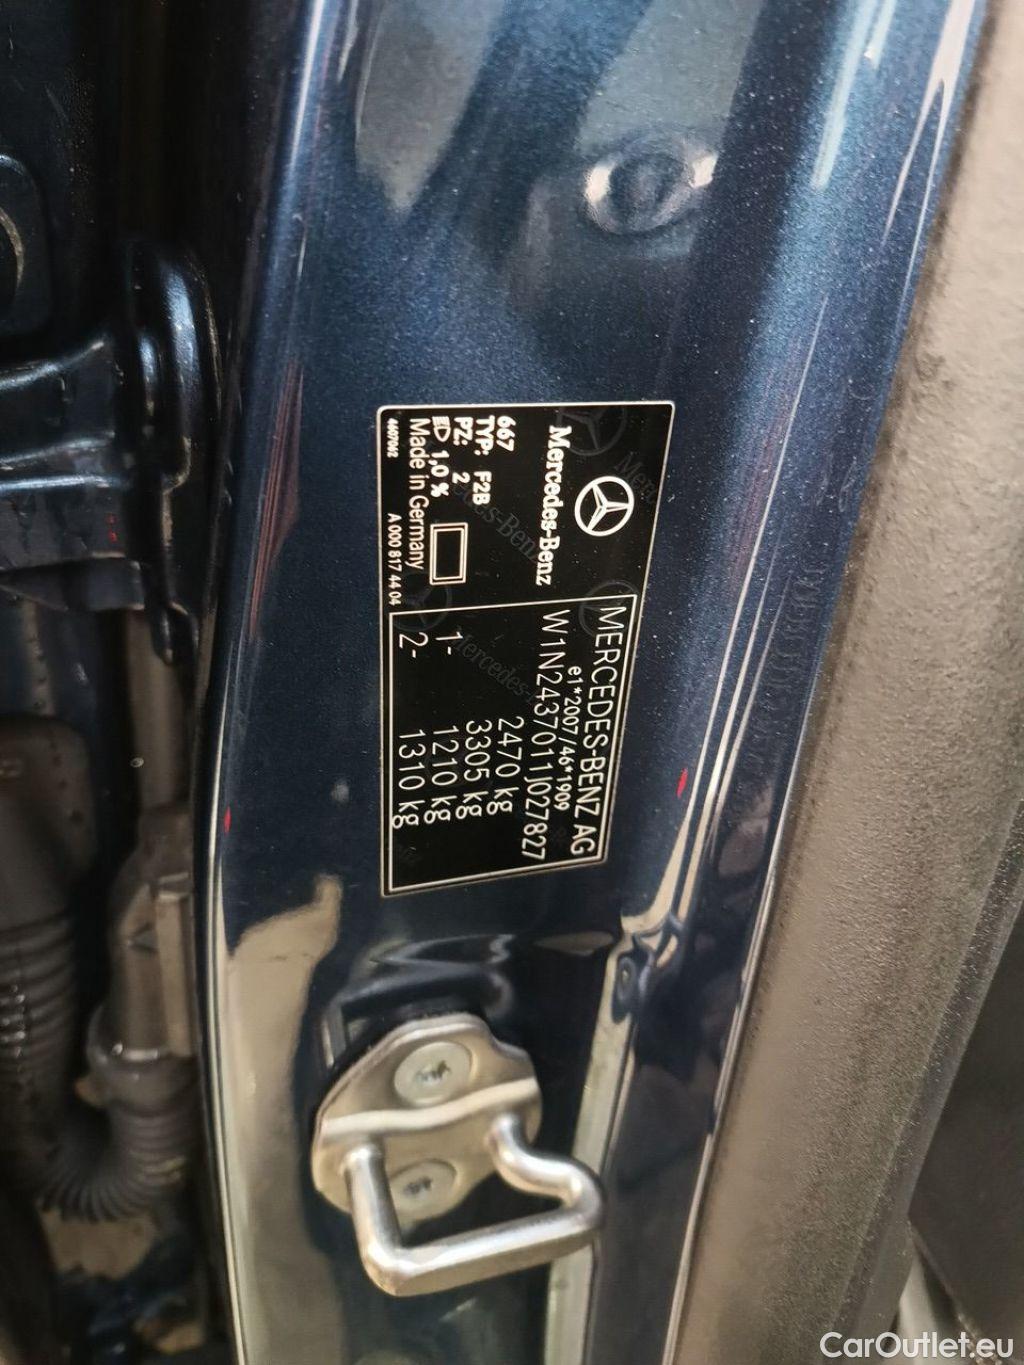 Mercedes-Benz
667
TYP: F2B
PZ: 2
1,0 %
Made in Germany
4607062
A 000 817 44 04
MERCEDES-BENZ AG
e1*2007/46*1909
W1N2437011J027827
2470 kg
3305 kg
1- 1210 kg
2- 1310 kg
CarOutlet.eu